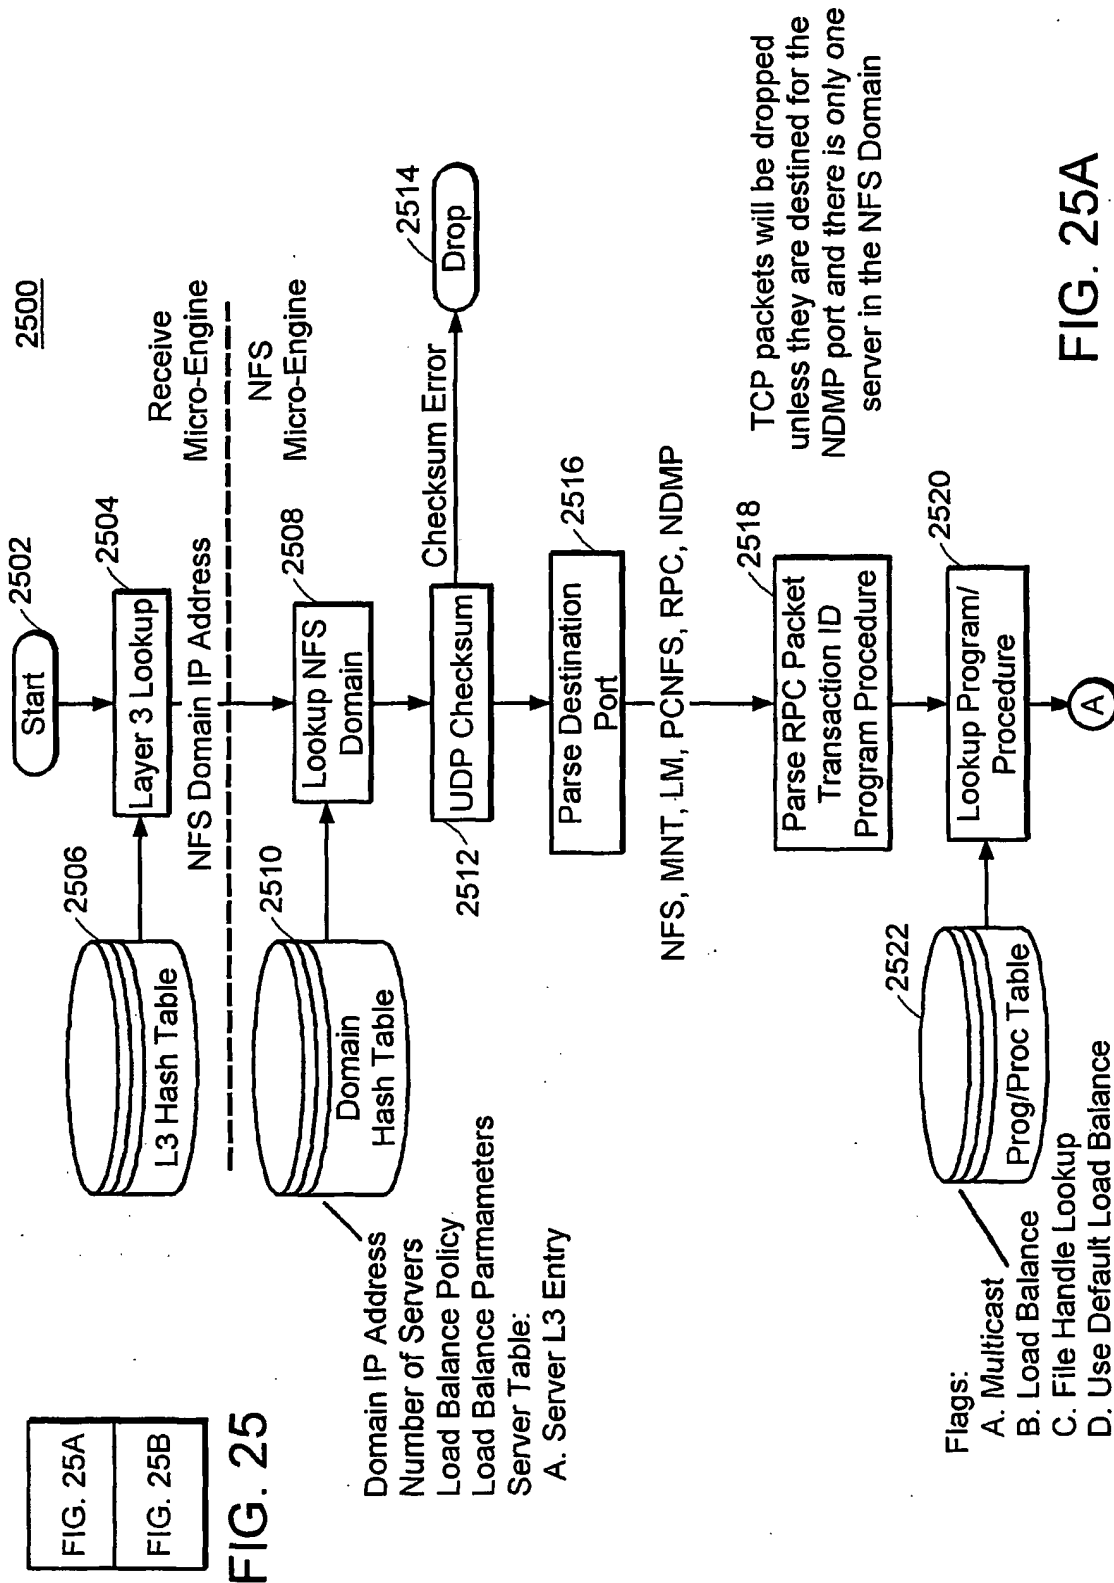 2500
2502
Start
2504
Layer 3 Lookup
2506
L3 Hash Table
NFS Domain IP Address
Receive
Micro-Engine
NFS
Micro-Engine
2508
Lookup NFS
Domain
2510
Domain
Hash Table
Domain IP Address
Number of Servers
Load Balance Policy
Load Balance Parmameters
Server Table:
A. Server L3 Entry
2512
UDP Checksum
Checksum Error
2514
Drop
2516
Parse Destination
Port
NFS, MNT, LM, PCNFS, RPC, NDMP
TCP packets will be dropped
unless they are destined for the
NDMP port and there is only one
server in the NFS Domain
2518
Parse RPC Packet
Transaction ID
Program Procedure
2520
Lookup Program/
Procedure
2522
Prog/Proc Table
Flags:
A. Multicast
B. Load Balance
C. File Handle Lookup
D. Use Default Load Balance
A
FIG. 25A
FIG. 25B
FIG. 25
FIG. 25A